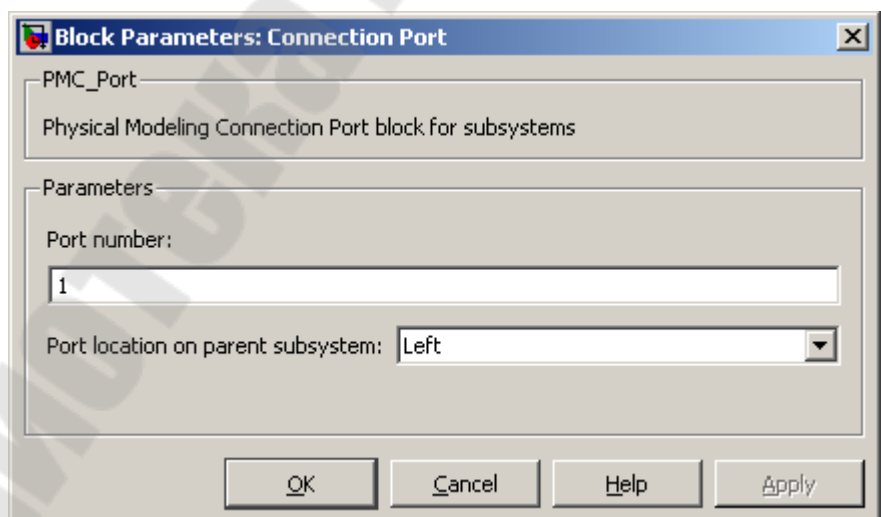 Block Parameters: Connection Port
PMC_Port
Physical Modeling Connection Port block for subsystems
Parameters
Port number:
1
Port location on parent subsystem: Left
OK Cancel Help Apply